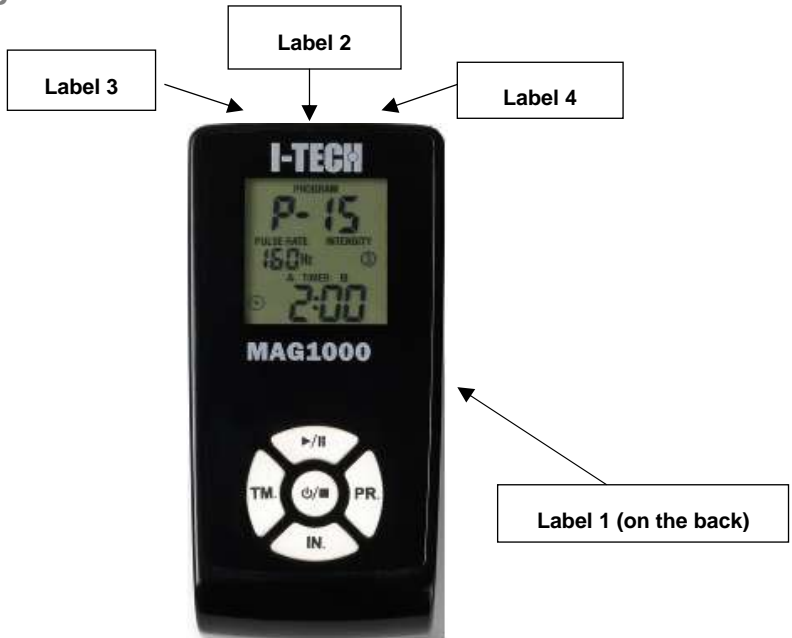 Label 2
Label 3
Label 4
I-TECH
PROGRAM
P-15
PULSE RATE INTENSITY
160Hz
A TIMER B
2:00
MAG1000
▶/II
TM. ⏻/■ PR.
IN.
Label 1 (on the back)